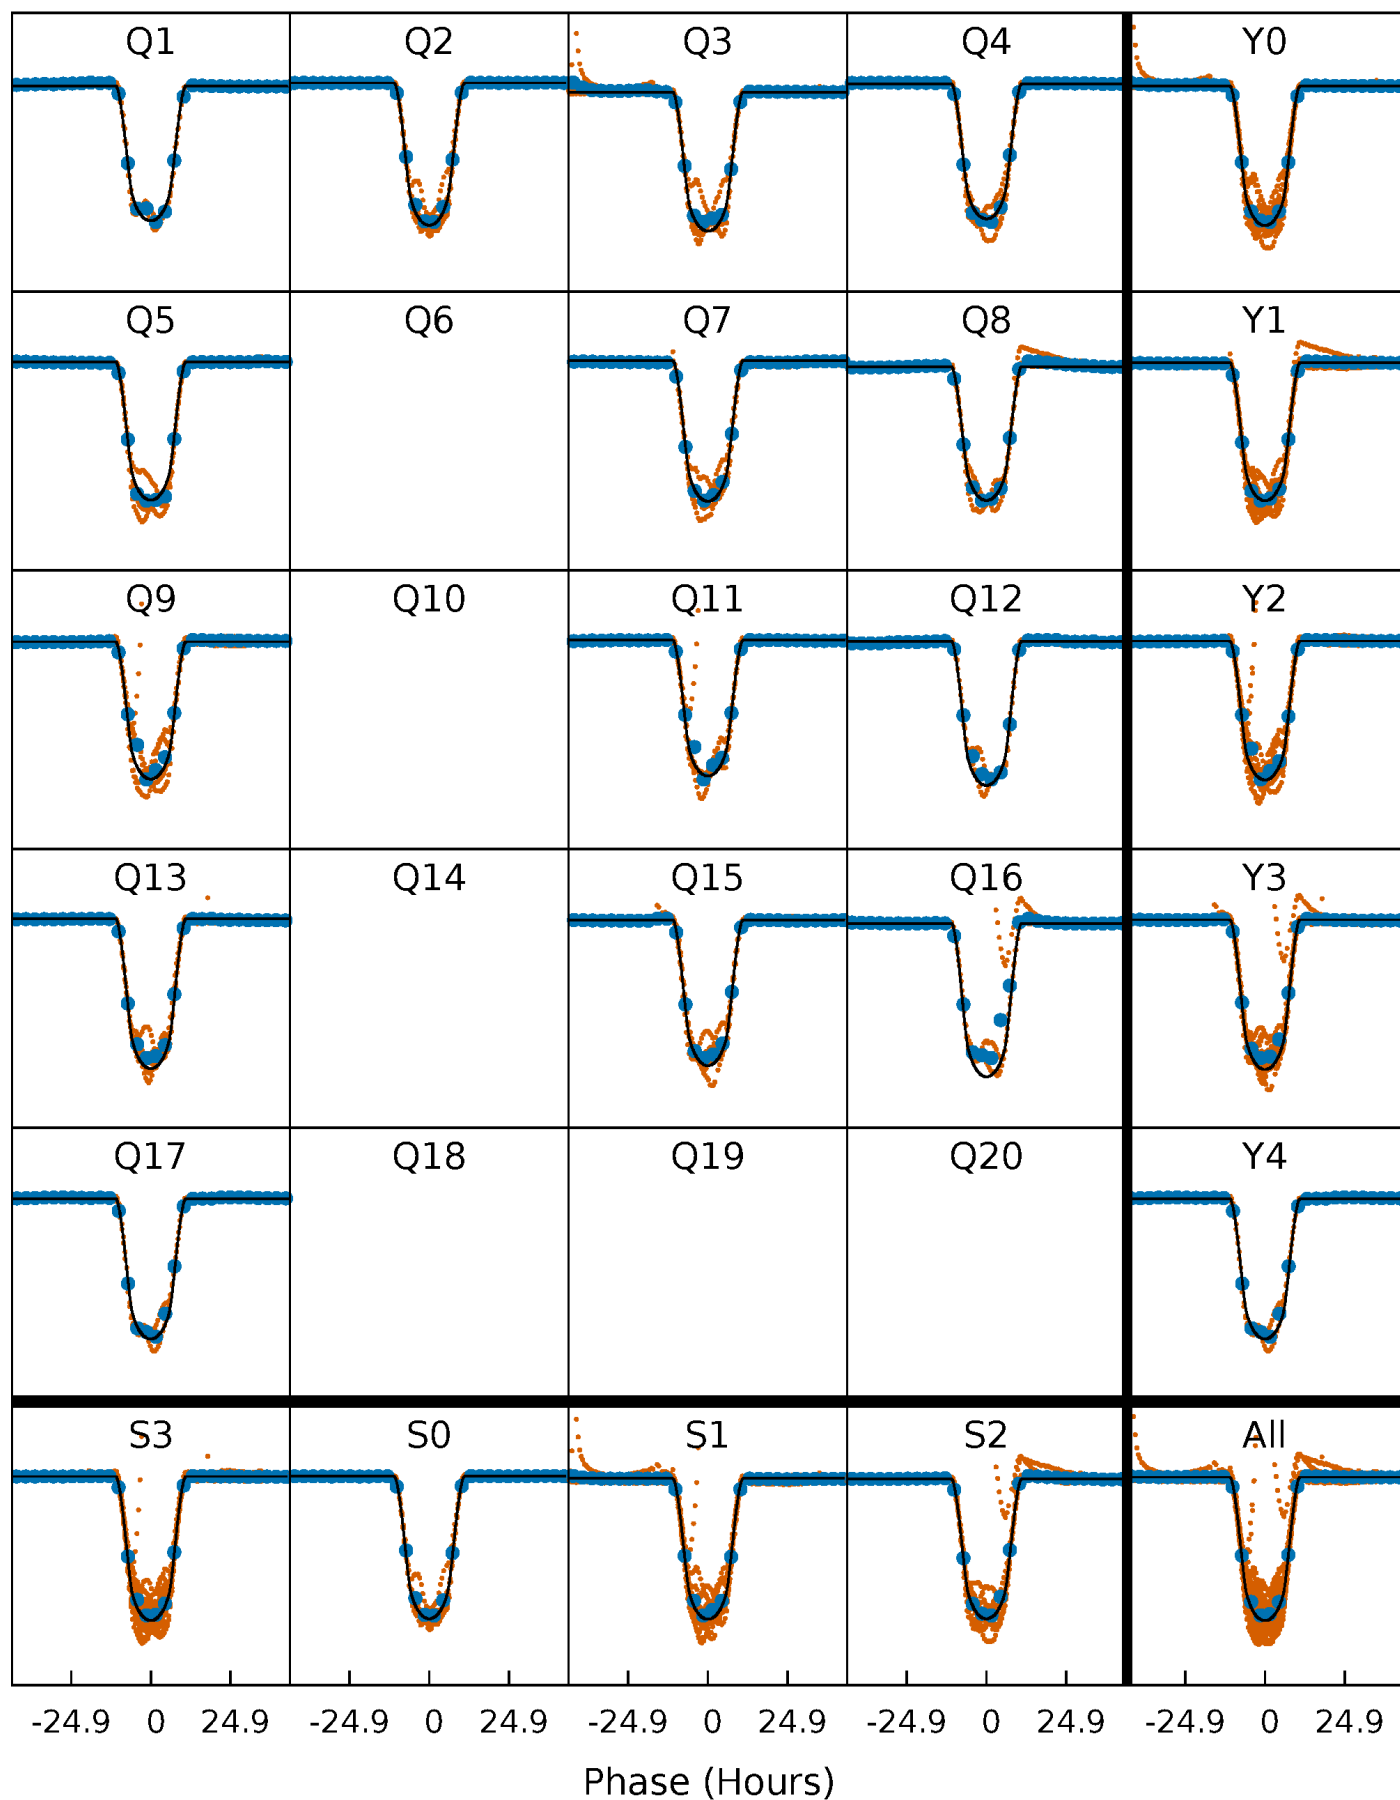 Q1 Q2 Q3 Q4 Y0
Q5 Q6 Q7 Q8 Y1
Q9 Q10 Q11 Q12 Y2
Q13 Q14 Q15 Q16 Y3
Q17 Q18 Q19 Q20 Y4
S3 S0 S1 S2 All
-24.9 0 24.9 -24.9 0 24.9 -24.9 0 24.9 -24.9 0 24.9 -24.9 0 24.9
Phase (Hours)